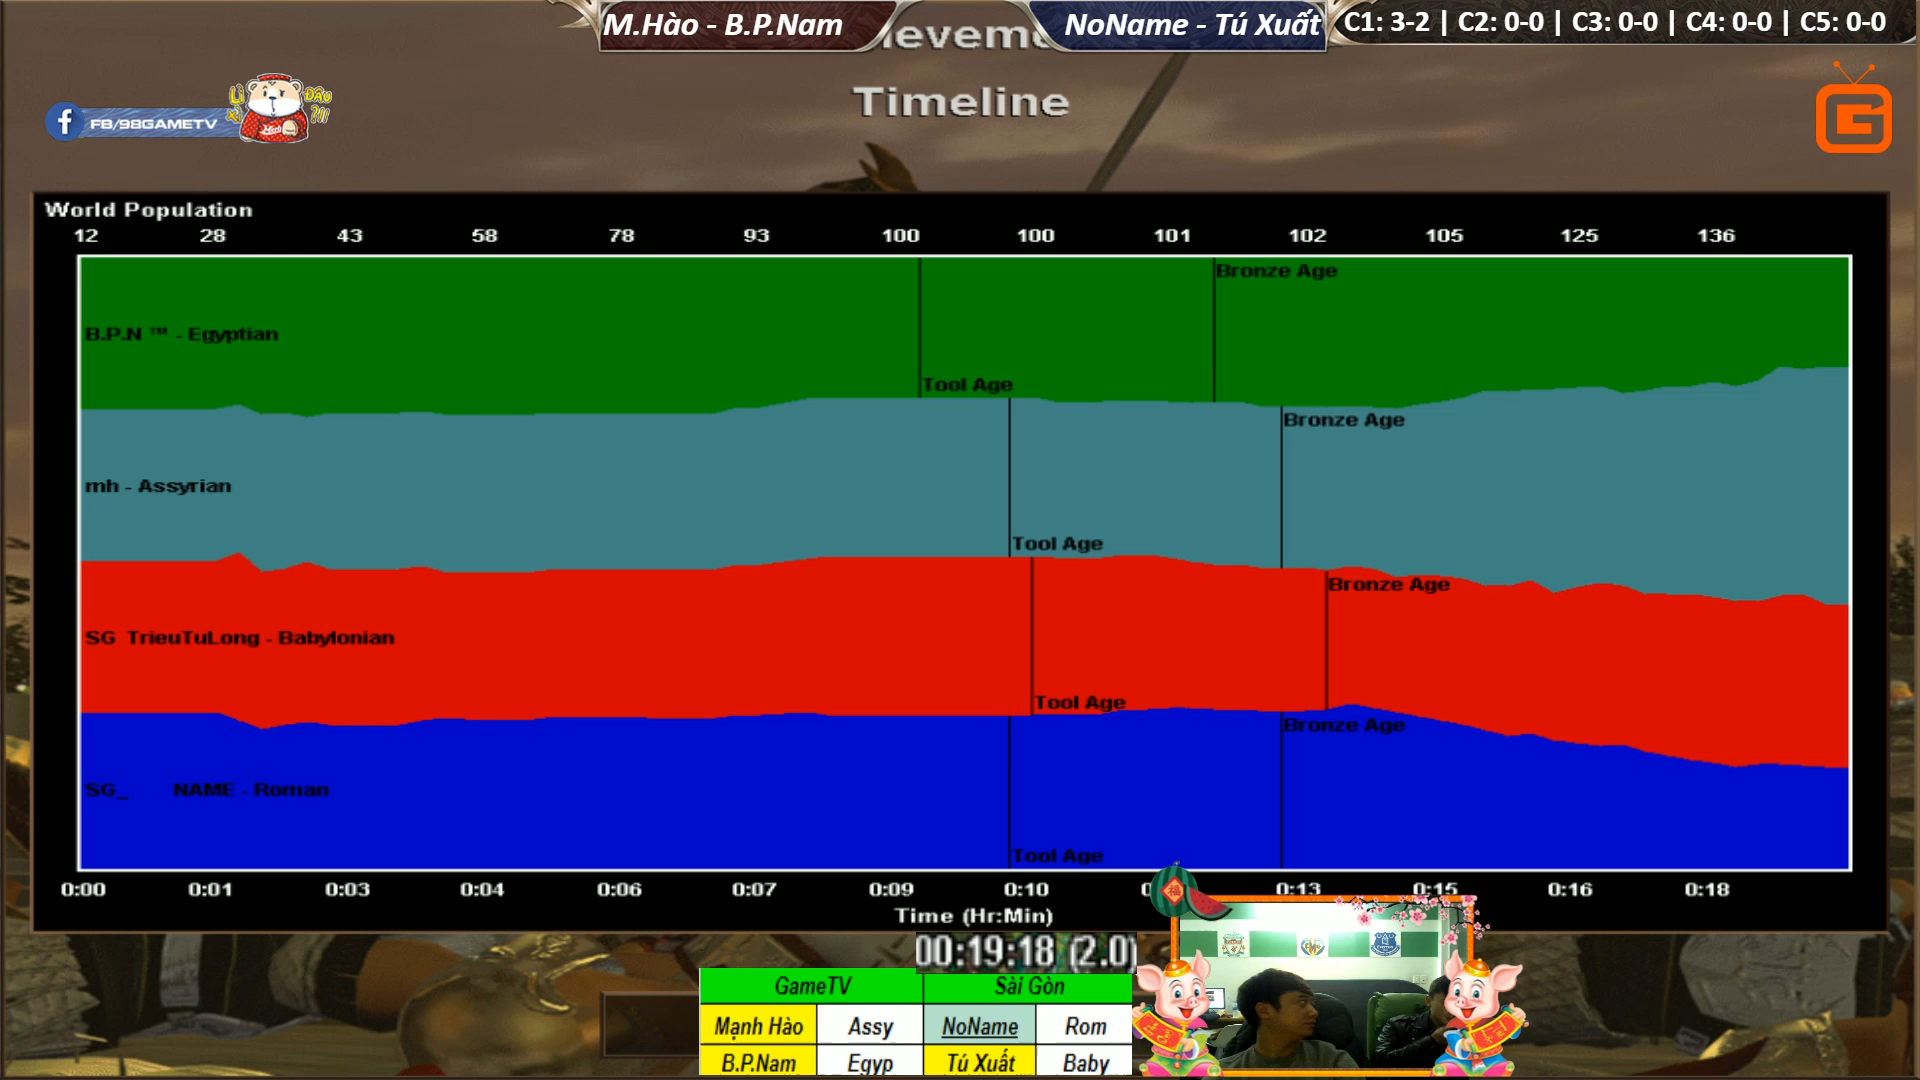 M.Hào - B.P.Nam
NoName - Tú Xuất
C1: 3-2 | C2: 0-0 | C3: 0-0 | C4: 0-0 | C5: 0-0
Timeline
FB/98GAMETV
Lì xì Đâu ?!!
World Population
12 28 43 58 78 93 100 100 101 102 105 125 136
Bronze Age
B.P.N ™ - Egyptian
Tool Age
Bronze Age
mh - Assyrian
Tool Age
Bronze Age
SG TrieuTuLong - Babylonian
Tool Age
Bronze Age
SG_ NAME - Roman
Tool Age
0:00 0:01 0:03 0:04 0:06 0:07 0:09 0:10 0:13 0:15 0:16 0:18
Time (Hr:Min)
00:19:18 (2.0)
GameTV Sài Gòn
Mạnh Hào Assy NoName Rom
B.P.Nam Egyp Tú Xuất Baby